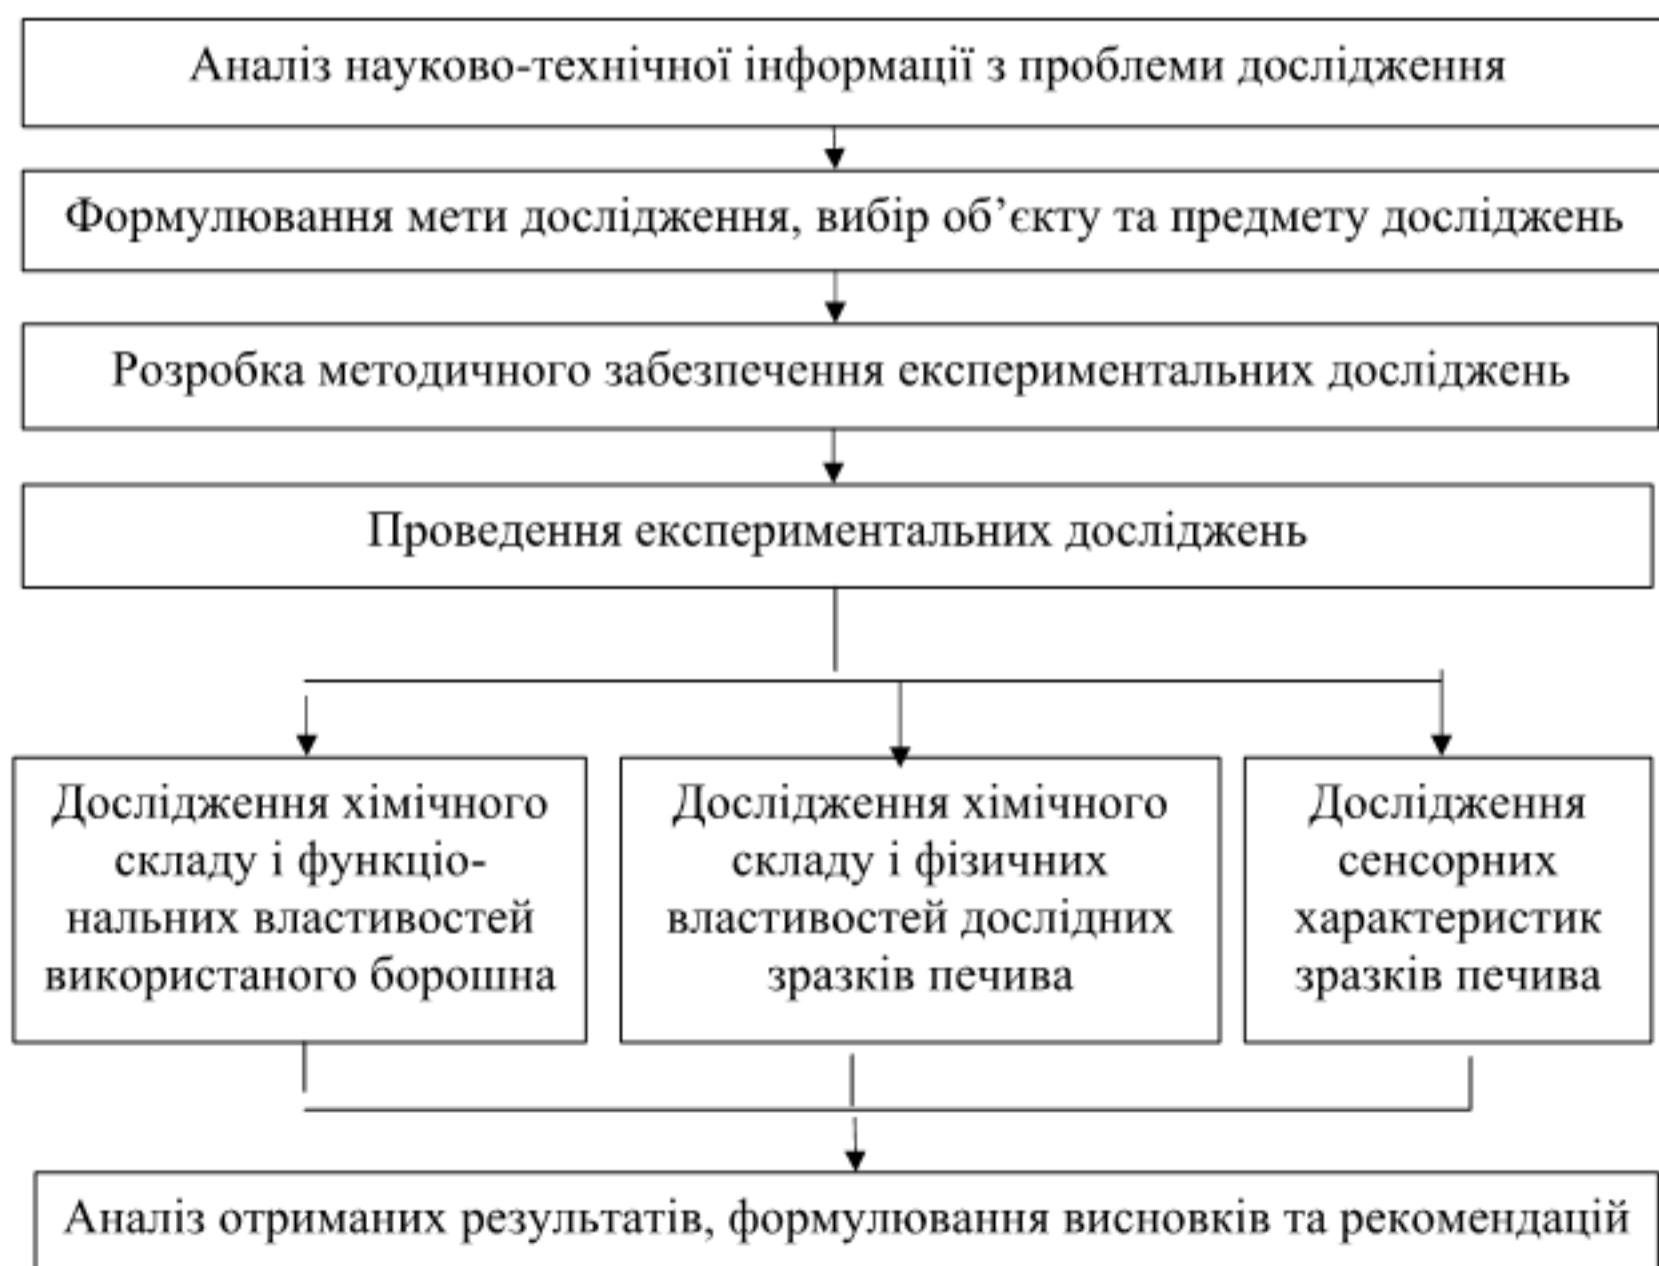 Аналіз науково-технічної інформації з проблеми дослідження
Формулювання мети дослідження, вибір об’єкту та предмету досліджень
Розробка методичного забезпечення експериментальних досліджень
Проведення експериментальних досліджень
Дослідження хімічного
складу і функціо-
нальних властивостей
використаного борошна
Дослідження хімічного
складу і фізичних
властивостей дослідних
зразків печива
Дослідження
сенсорних
характеристик
зразків печива
Аналіз отриманих результатів, формулювання висновків та рекомендацій